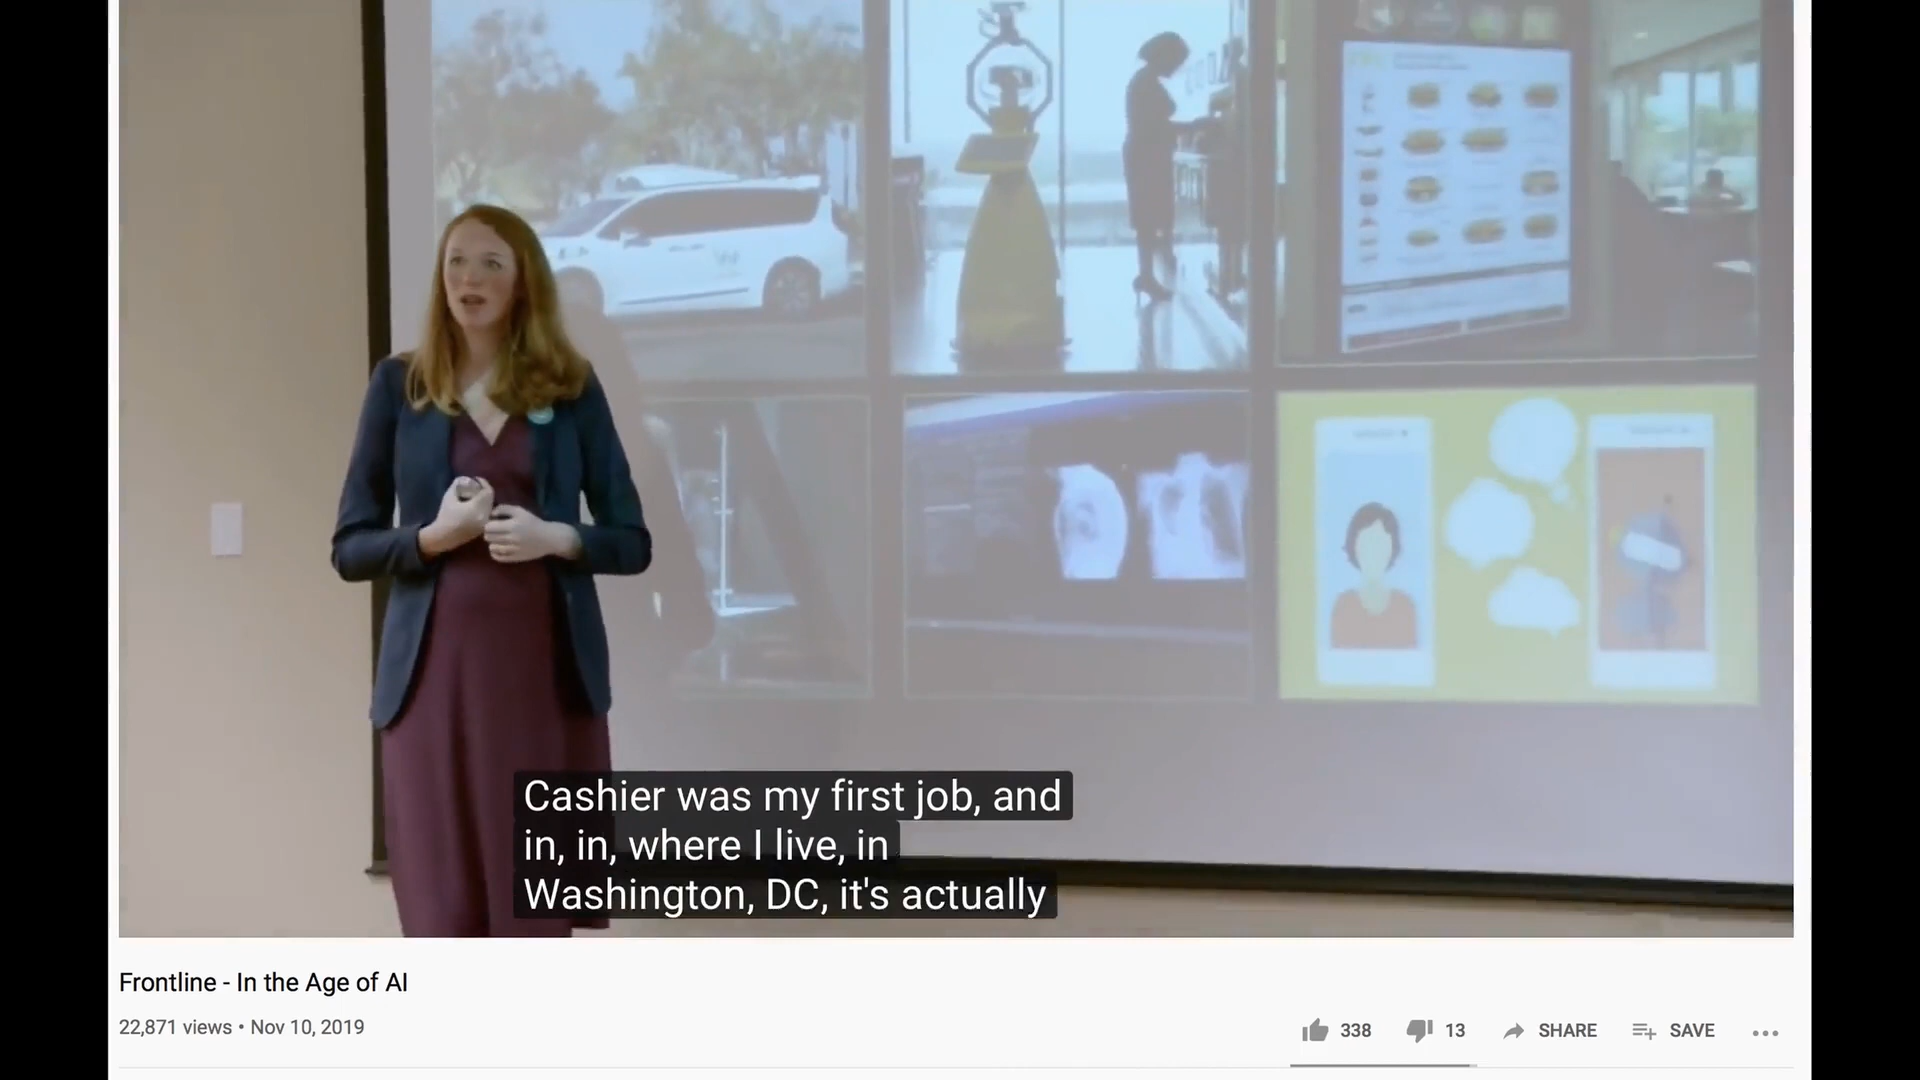 Cashier was my first job, and
in, in, where I live, in
Washington, DC, it's actually
Frontline - In the Age of AI
22,871 views • Nov 10, 2019
338
13
SHARE
SAVE